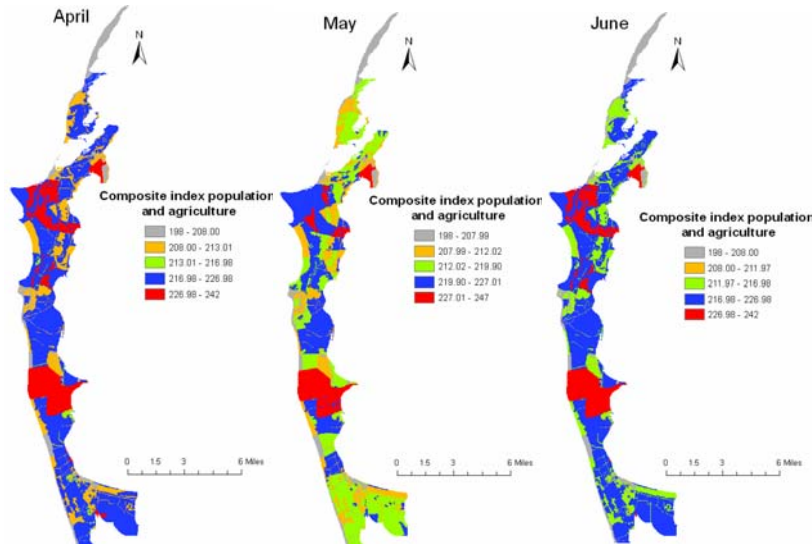 April
N
Composite index population
and agriculture
198 - 208.00
208.00 - 213.01
213.01 - 216.98
216.98 - 226.98
226.98 - 242
0 1.5 3 6 Miles
May
N
Composite index population
and agriculture
198 - 207.99
207.99 - 212.02
212.02 - 219.90
219.90 - 227.01
227.01 - 247
0 1.5 3 6 Miles
June
N
Composite index population
and agriculture
198 - 208.00
208.00 - 211.97
211.97 - 216.98
216.98 - 226.98
226.98 - 242
0 1.5 3 6 Miles